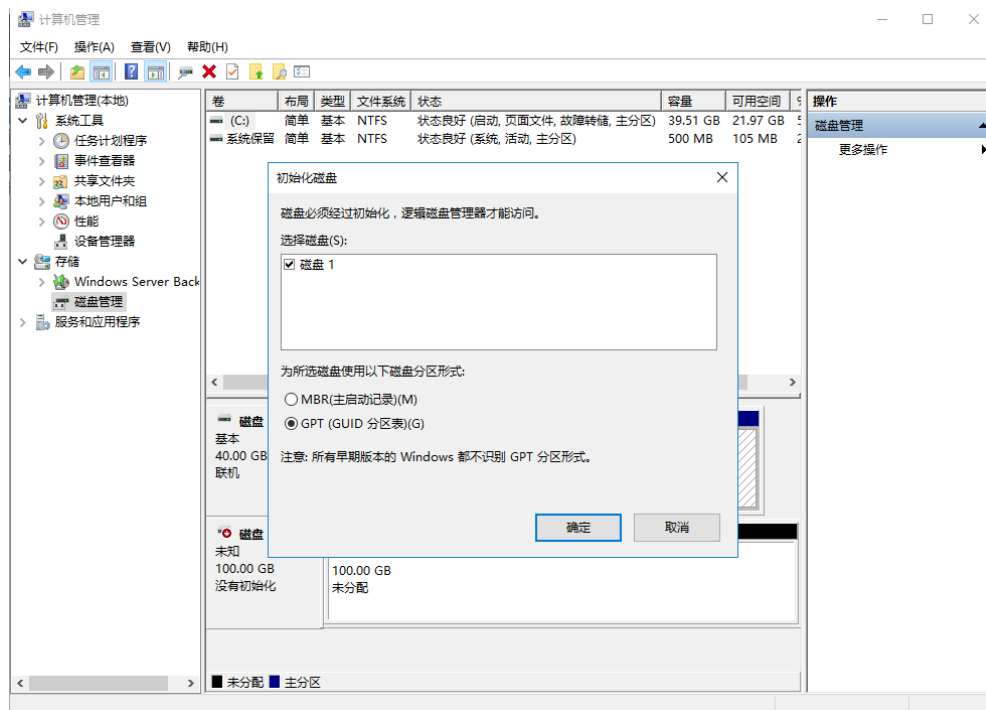 计算机管理
文件(F) 操作(A) 查看(V) 帮助(H)
计算机管理(本地)
系统工具
任务计划程序
事件查看器
共享文件夹
本地用户和组
性能
设备管理器
存储
Windows Server Back
磁盘管理
服务和应用程序
卷 布局 类型 文件系统 状态 容量 可用空间
(C:) 简单 基本 NTFS 状态良好 (启动, 页面文件, 故障转储, 主分区) 39.51 GB 21.97 GB
系统保留 简单 基本 NTFS 状态良好 (系统, 活动, 主分区) 500 MB 105 MB
操作
磁盘管理
更多操作
初始化磁盘
磁盘必须经过初始化，逻辑磁盘管理器才能访问。
选择磁盘(S):
磁盘 1
为所选磁盘使用以下磁盘分区形式:
MBR(主启动记录)(M)
GPT (GUID 分区表)(G)
注意: 所有早期版本的 Windows 都不识别 GPT 分区形式。
确定 取消
磁盘
基本
40.00 GB
联机
磁盘
未知
100.00 GB
没有初始化
100.00 GB
未分配
未分配 主分区